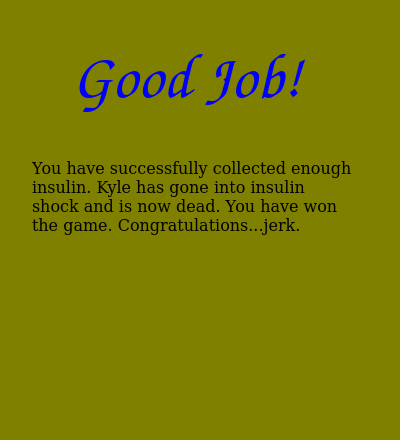 Good Job!
You have successfully collected enough
insulin. Kyle has gone into insulin
shock and is now dead. You have won
the game. Congratulations...jerk.